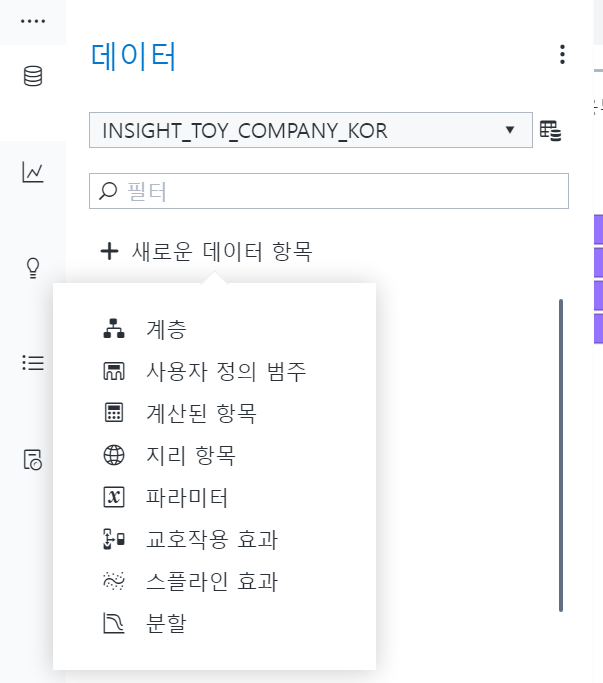 데이터
INSIGHT_TOY_COMPANY_KOR
필터
새로운 데이터 항목
계층
사용자 정의 범주
계산된 항목
지리 항목
파라미터
교호작용 효과
스플라인 효과
분할